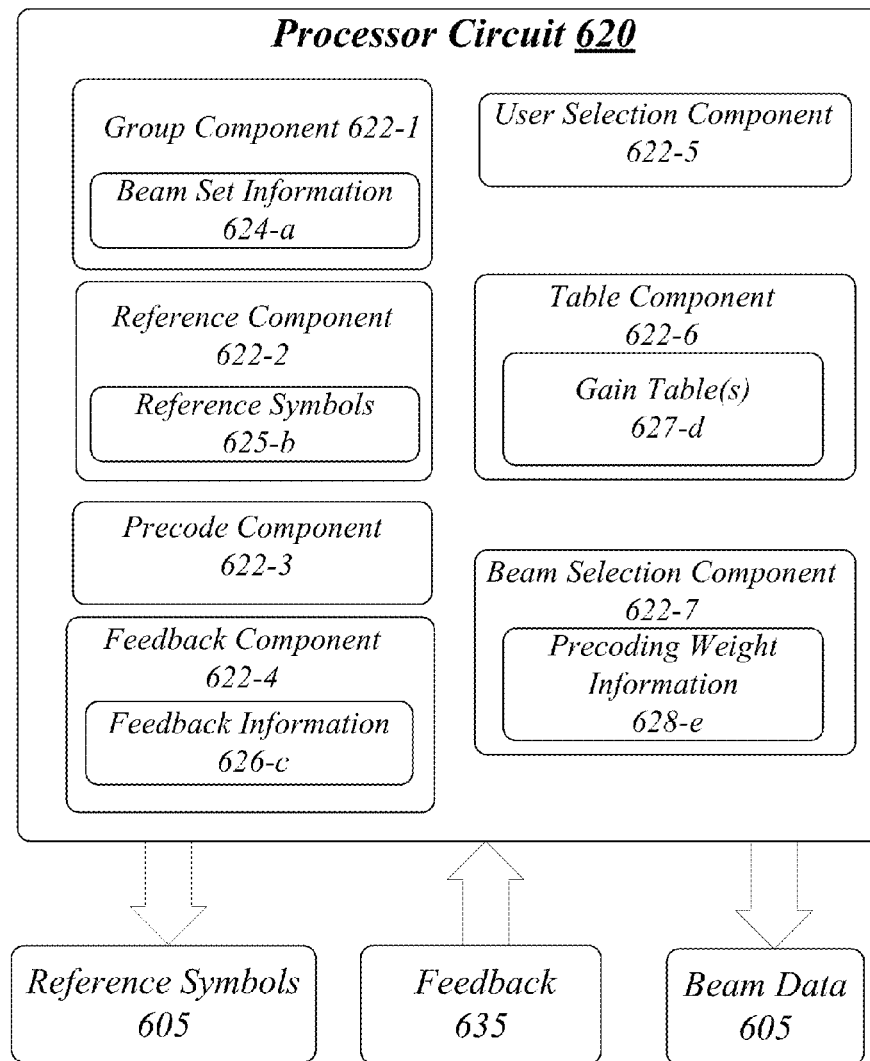 Processor Circuit 620
Group Component 622-1
Beam Set Information
624-a
Reference Component
622-2
Reference Symbols
625-b
Precode Component
622-3
Feedback Component
622-4
Feedback Information
626-c
User Selection Component
622-5
Table Component
622-6
Gain Table(s)
627-d
Beam Selection Component
622-7
Precoding Weight
Information
628-e
Reference Symbols
605
Feedback
635
Beam Data
605